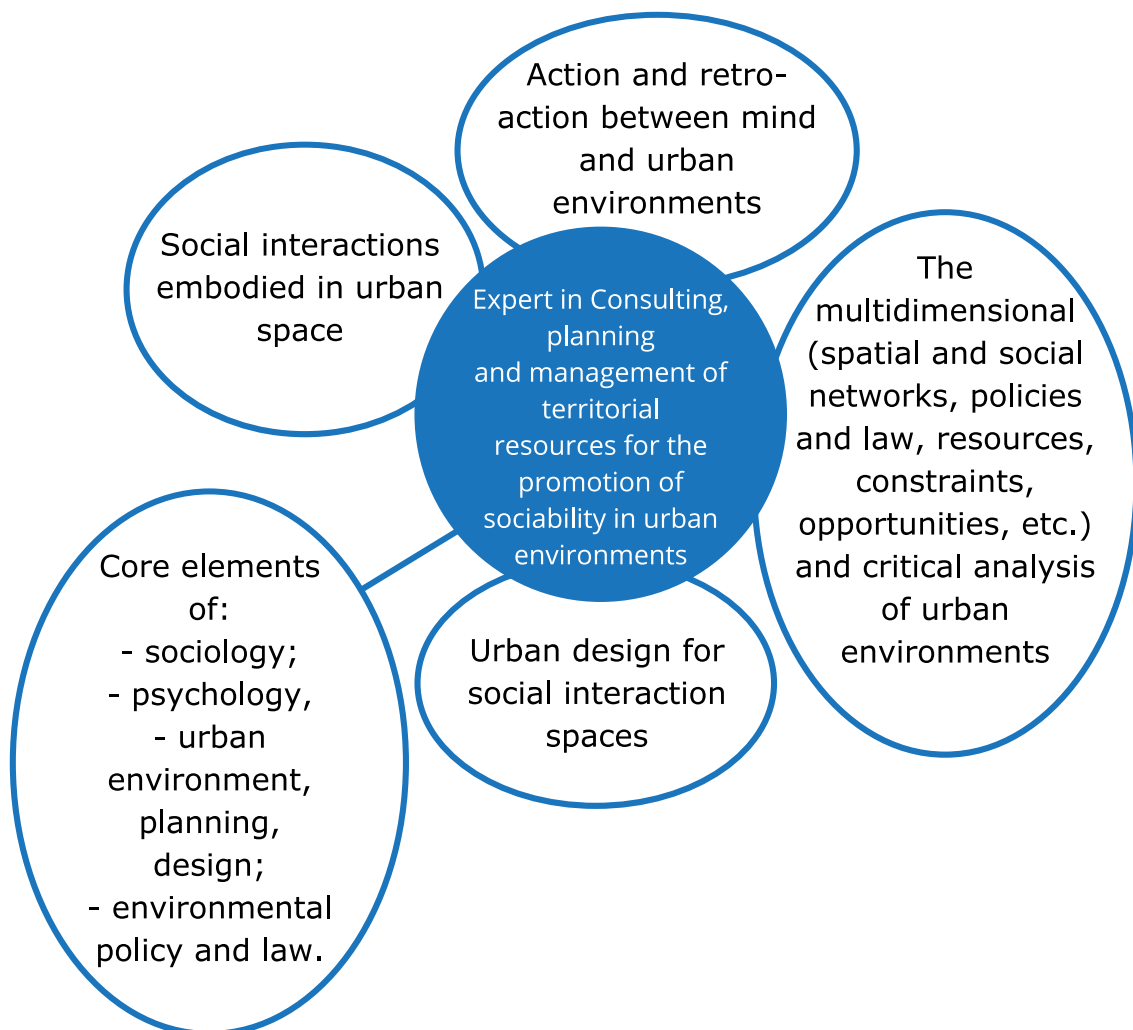 Action and retro-
action between mind
and urban
environments
Social interactions
embodied in urban
space
Expert in Consulting,
planning
and management of
territorial
resources for the
promotion of
sociability in urban
environments
The
multidimensional
(spatial and social
networks, policies
and law, resources,
constraints,
opportunities, etc.)
and critical analysis
of urban
environments
Core elements
of:
- sociology;
- psychology,
- urban
environment,
planning,
design;
- environmental
policy and law.
Urban design for
social interaction
spaces